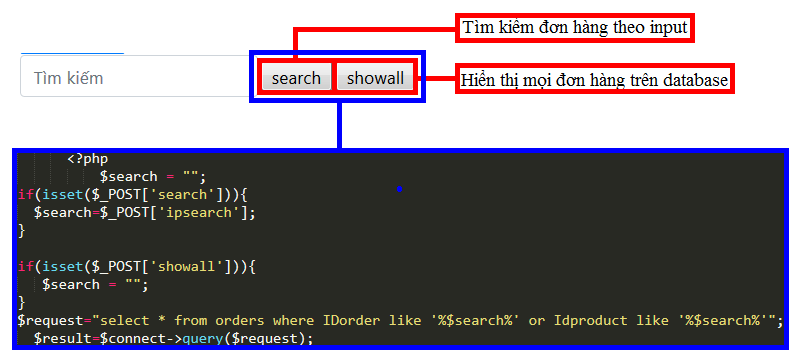 Tìm kiếm đơn hàng theo input
Tìm kiếm
search
showall
Hiển thị mọi đơn hàng trên database
<?php
$search = "";
if(isset($_POST['search'])){
$search=$_POST['ipsearch'];
}
if(isset($_POST['showall'])){
$search = "";
}
$request="select * from orders where IDorder like '%$search%' or Idproduct like '%$search%'";
$result=$connect->query($request);